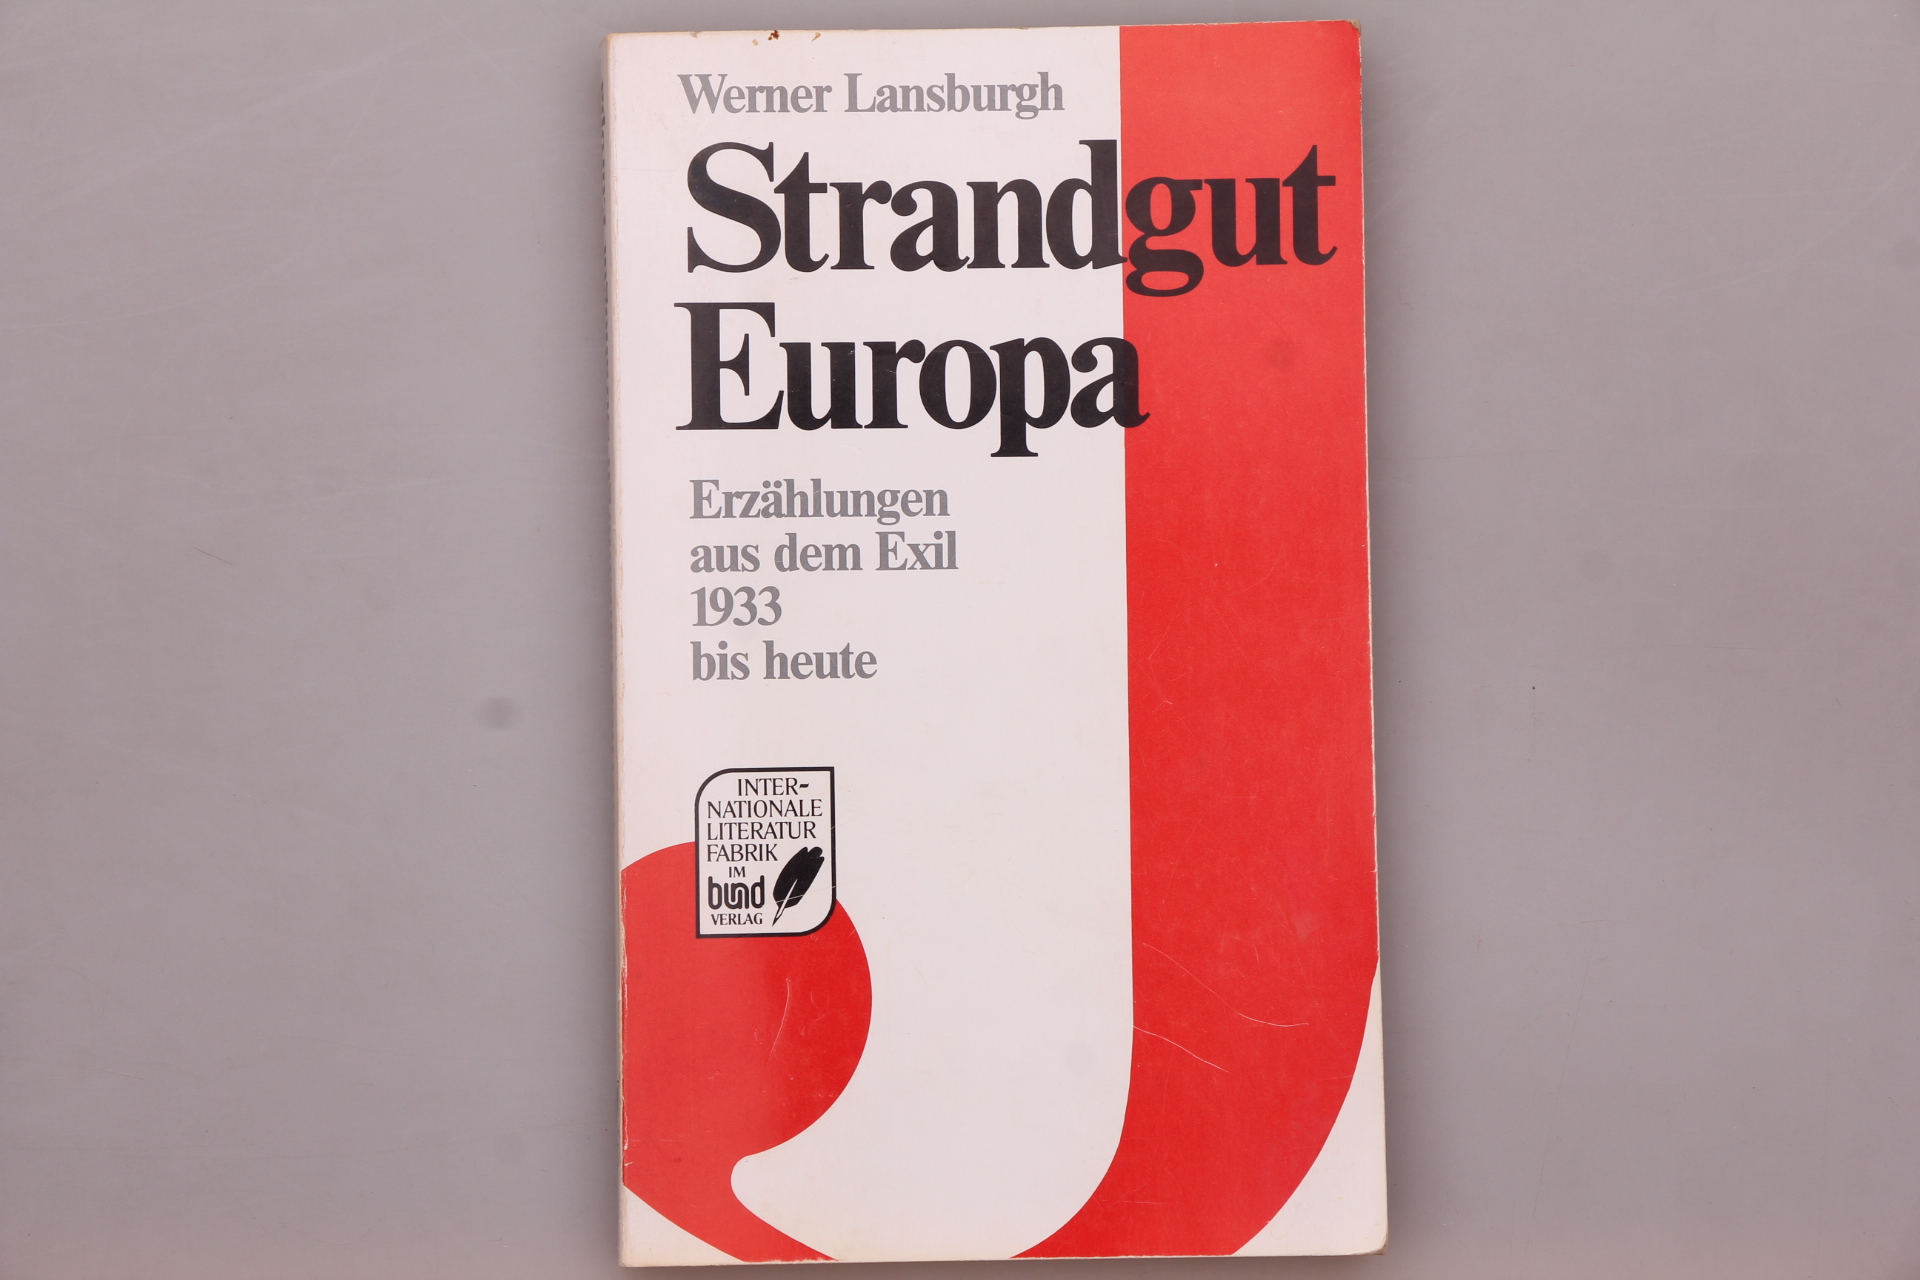 Werner Lansburgh
Strandgut
Europa
Erzählungen
aus dem Exil
1933
bis heute
INTER-
NATIONALE
LITERATUR
FABRIK
IM
bund
VERLAG